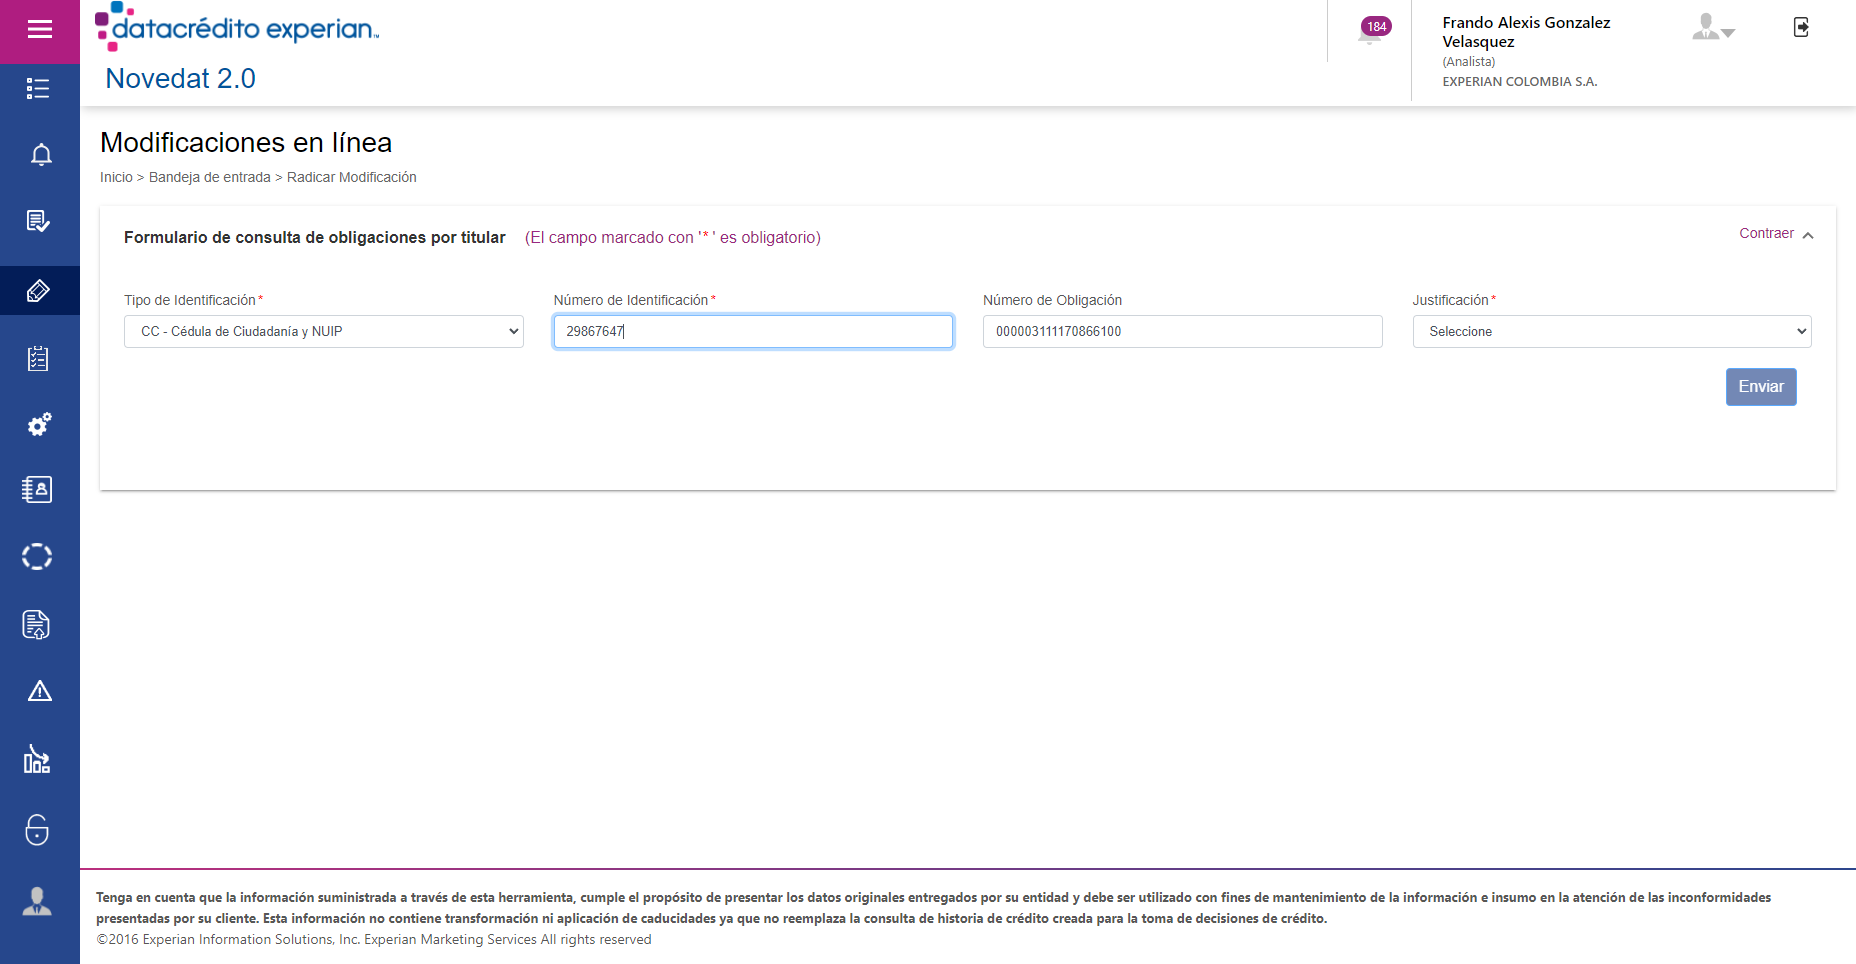 datacrédito experian™
Novedat 2.0
184
Frando Alexis Gonzalez
Velasquez
(Analista)
EXPERIAN COLOMBIA S.A.
Modificaciones en línea
Inicio > Bandeja de entrada > Radicar Modificación
Formulario de consulta de obligaciones por titular (El campo marcado con '*' es obligatorio)
Contraer
Tipo de Identificación* Número de Identificación* Número de Obligación Justificación*
CC - Cédula de Ciudadanía y NUIP 29867647 000003111170866100 Seleccione
Enviar
Tenga en cuenta que la información suministrada a través de esta herramienta, cumple el propósito de presentar los datos originales entregados por su entidad y debe ser utilizado con fines de mantenimiento de la información e insumo en la atención de las inconformidades
presentadas por su cliente. Esta información no contiene transformación ni aplicación de caducidades ya que no reemplaza la consulta de historia de crédito creada para la toma de decisiones de crédito.
©2016 Experian Information Solutions, Inc. Experian Marketing Services All rights reserved